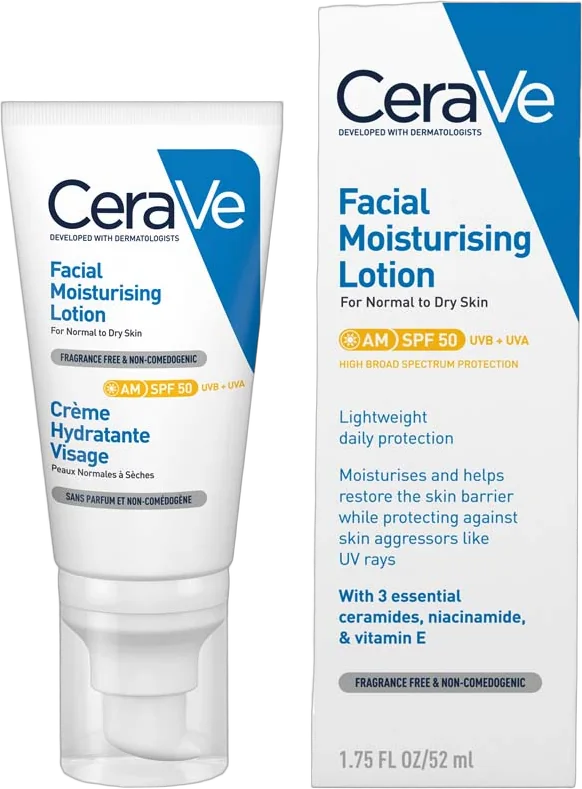 CeraVe
DEVELOPED WITH DERMATOLOGISTS
Facial
Moisturising
Lotion
For Normal to Dry Skin
FRAGRANCE FREE & NON-COMEDOGENIC
AM SPF 50 UVB + UVA
Crème
Hydratante
Visage
Peaux Normales à Sèches
SANS PARFUM ET NON-COMÉDOGÈNE
CeraVe
DEVELOPED WITH DERMATOLOGISTS
Facial
Moisturising
Lotion
For Normal to Dry Skin
AM SPF 50 UVB + UVA
HIGH BROAD SPECTRUM PROTECTION
Lightweight
daily protection
Moisturises and helps
restore the skin barrier
while protecting against
skin aggressors like
UV rays
With 3 essential
ceramides, niacinamide,
& vitamin E
FRAGRANCE FREE & NON-COMEDOGENIC
1.75 FL OZ/52 ml